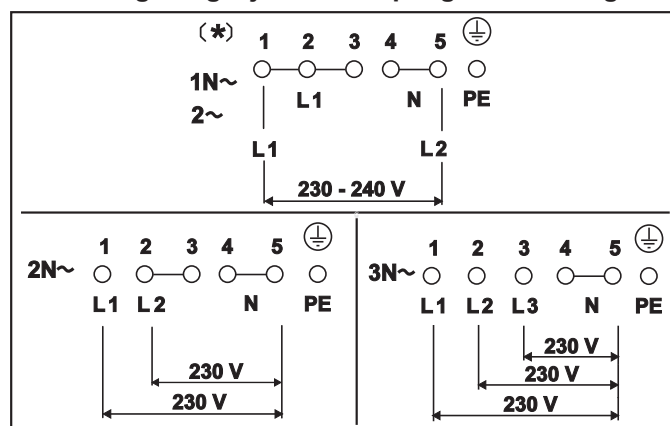 (*) 1 2 3 4 5
1N~ L1 N PE
2~
L1 L2
230 - 240 V
1 2 3 4 5
2N~
L1 L2 N PE
230 V
230 V
1 2 3 4 5
3N~
L1 L2 L3 N PE
230 V
230 V
230 V